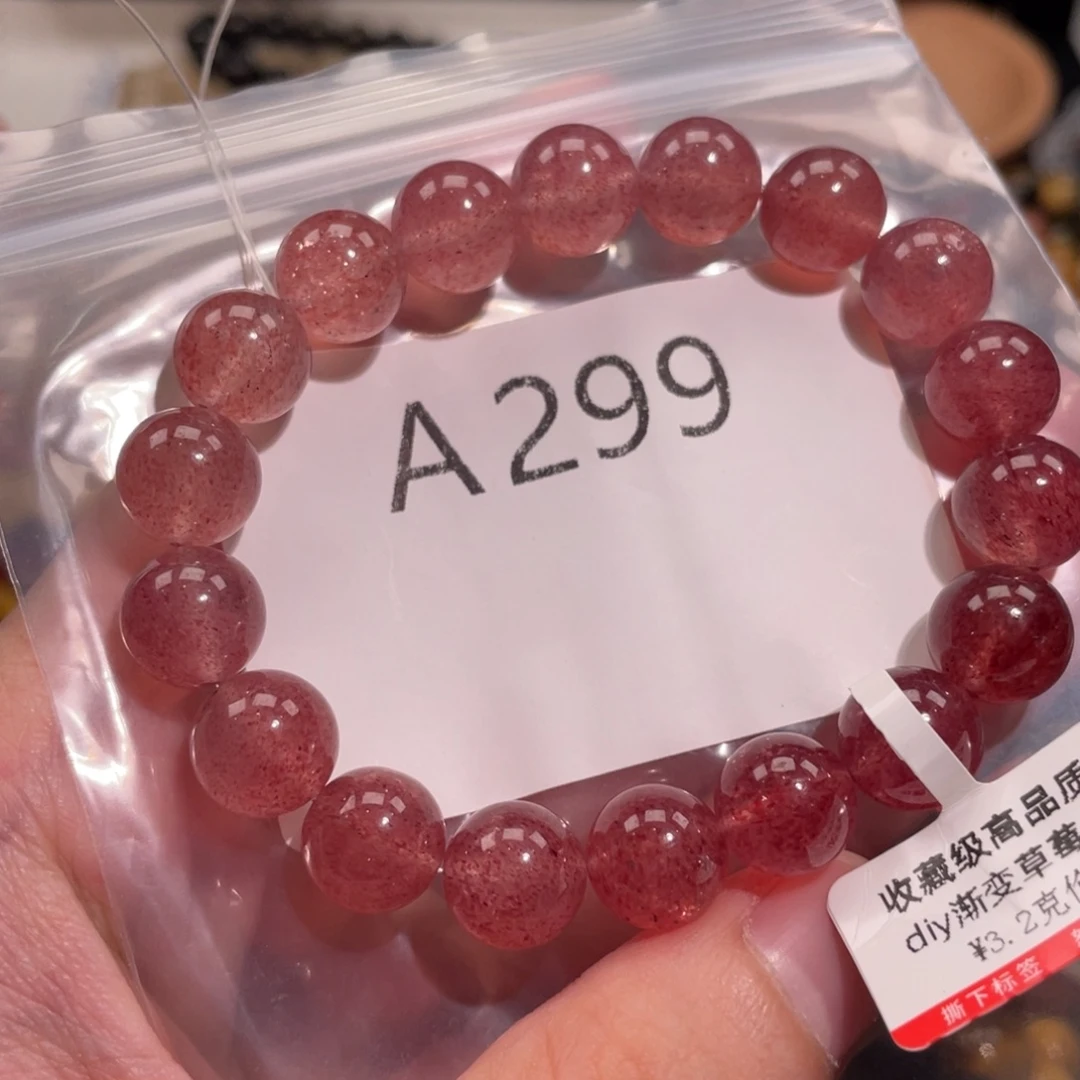 A299
收藏级高品质
diy渐变草莓
¥3.2克价
撕下标签